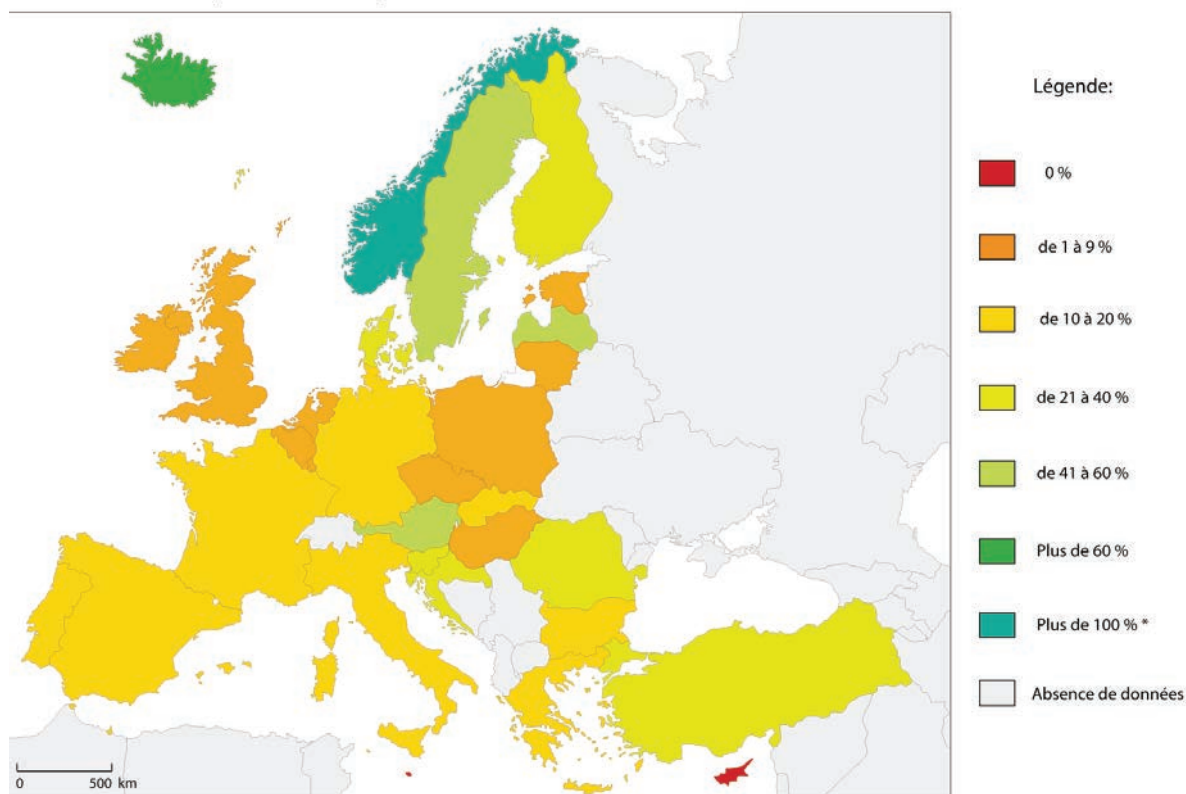 Légende:
0 %
de 1 à 9 %
de 10 à 20 %
de 21 à 40 %
de 41 à 60 %
Plus de 60 %
Plus de 100 % *
Absence de données
0 500 km